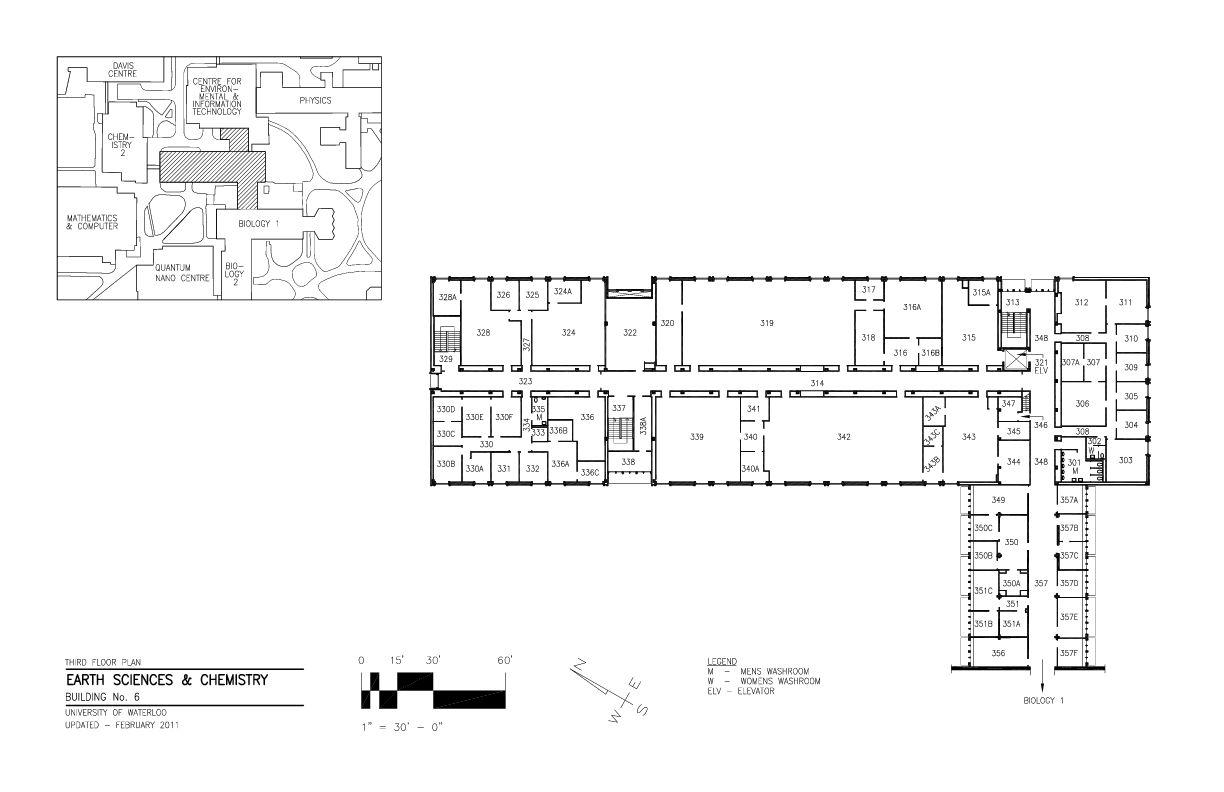 DAVIS
CENTRE
CENTRE FOR
ENVIRON-
MENTAL &
INFORMATION
TECHNOLOGY
PHYSICS
CHEM-
ISTRY
2
MATHEMATICS
& COMPUTER
BIOLOGY 1
QUANTUM
NANO CENTRE
BIO-
LOGY
2
328A
326
325
324A
317
316A
315A
313
312
311
328
327
324
322
320
319
318
316
316B
315
348
308
310
329
321
ELV
307A
307
309
323
314
306
305
330D
330E
330F
335
M
336
337
338A
341
343A
347
346
304
330C
334
333
336B
339
340
342
343C
343
345
308
302
W
330
330B
330A
331
332
336A
336C
338
340A
343B
344
348
301
M
303
349
357A
350C
350
357B
350B
357C
351C
350A
357
357D
351
351B
351A
357E
356
357F
BIOLOGY 1
THIRD FLOOR PLAN
EARTH SCIENCES & CHEMISTRY
BUILDING No. 6
UNIVERSITY OF WATERLOO
UPDATED - FEBRUARY 2011
0 15' 30' 60'
1" = 30' - 0"
N
E
W
S
LEGEND
M - MENS WASHROOM
W - WOMENS WASHROOM
ELV - ELEVATOR